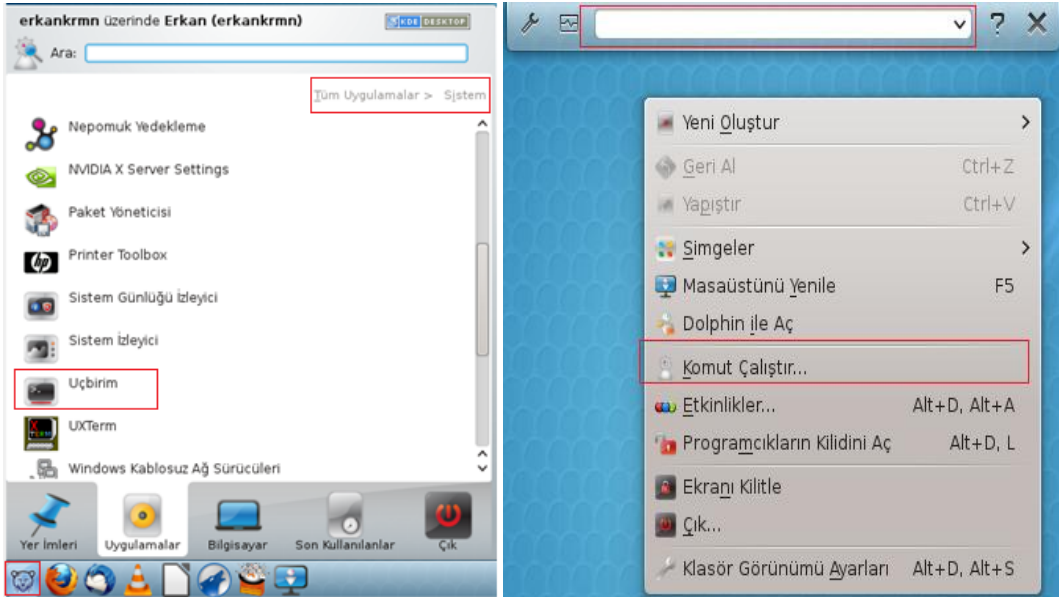 erkankrmn üzerinde Erkan (erkankrmn)
KDE DESKTOP
Ara:
Tüm Uygulamalar > Sistem
Nepomuk Yedekleme
NVIDIA X Server Settings
Paket Yöneticisi
hp
Printer Toolbox
Sistem Günlüğü İzleyici
Sistem İzleyici
Uçbirim
UXTerm
Windows Kablosuz Ağ Sürücüleri
Yer İmleri
Uygulamalar
Bilgisayar
Son Kullanılanlar
Çık
?
Yeni Oluştur
Geri Al Ctrl+Z
Yapıştır Ctrl+V
Simgeler
Masaüstünü Yenile F5
Dolphin ile Aç
Komut Çalıştır...
Etkinlikler... Alt+D, Alt+A
Programcıkların Kilidini Aç Alt+D, L
Ekranı Kilitle
Çık...
Klasör Görünümü Ayarları Alt+D, Alt+S